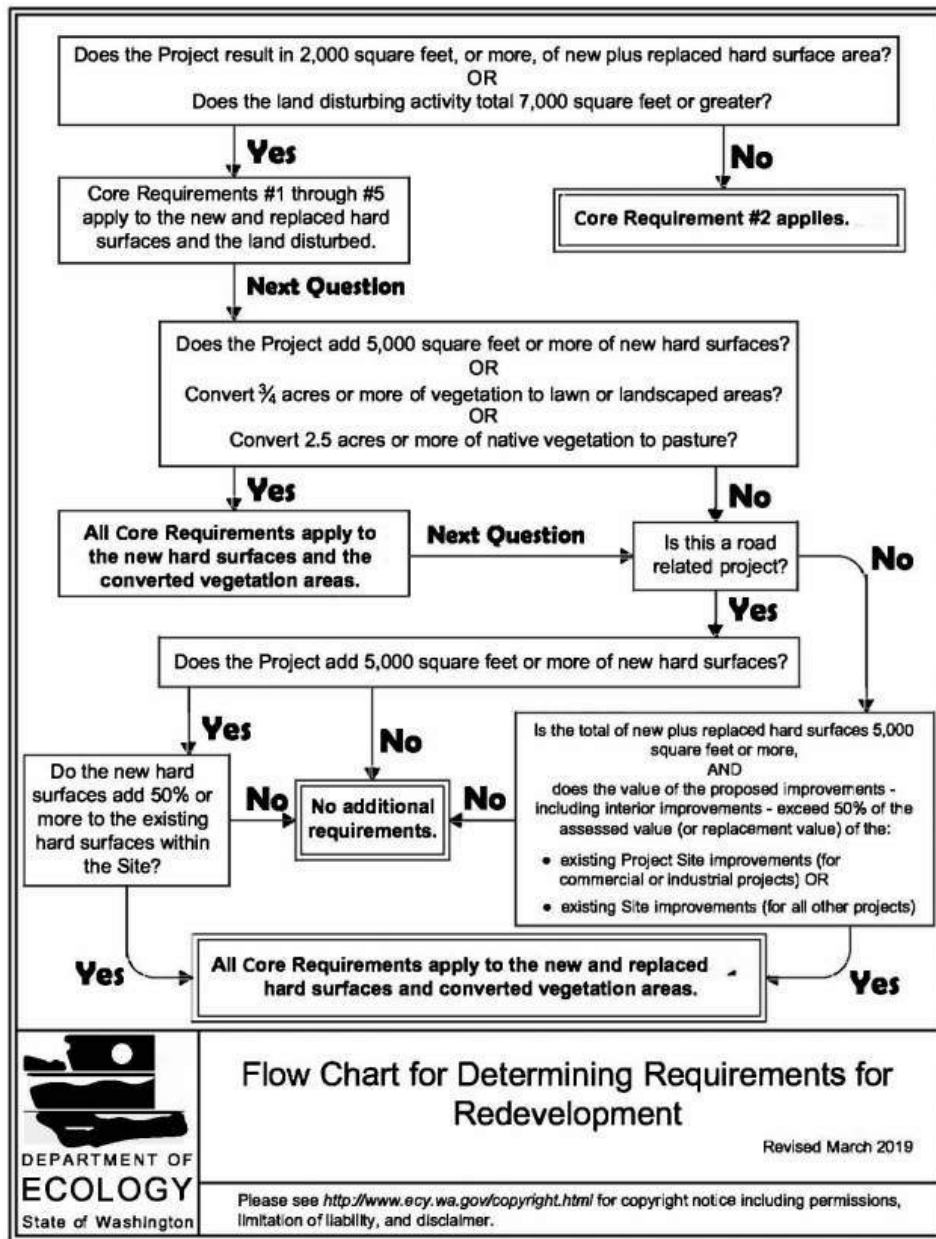 Does the Project result in 2,000 square feet, or more, of new plus replaced hard surface area?
OR
Does the land disturbing activity total 7,000 square feet or greater?
Yes
No
Core Requirements #1 through #5
apply to the new and replaced hard
surfaces and the land disturbed.
Core Requirement #2 applies.
Next Question
Does the Project add 5,000 square feet or more of new hard surfaces?
OR
Convert ¾ acres or more of vegetation to lawn or landscaped areas?
OR
Convert 2.5 acres or more of native vegetation to pasture?
Yes
No
All Core Requirements apply to
the new hard surfaces and the
converted vegetation areas.
Next Question
Is this a road
related project?
No
Yes
Does the Project add 5,000 square feet or more of new hard surfaces?
Yes
No
Do the new hard
surfaces add 50% or
more to the existing
hard surfaces within
the Site?
No
No additional
requirements.
No
Is the total of new plus replaced hard surfaces 5,000
square feet or more,
AND
does the value of the proposed improvements -
including interior improvements - exceed 50% of the
assessed value (or replacement value) of the:
• existing Project Site improvements (for
commercial or industrial projects) OR
• existing Site improvements (for all other projects)
Yes
All Core Requirements apply to the new and replaced
hard surfaces and converted vegetation areas.
Yes
DEPARTMENT OF
ECOLOGY
State of Washington
Flow Chart for Determining Requirements for
Redevelopment
Revised March 2019
Please see http://www.ecy.wa.gov/copyright.html for copyright notice including permissions,
limitation of liability, and disclaimer.